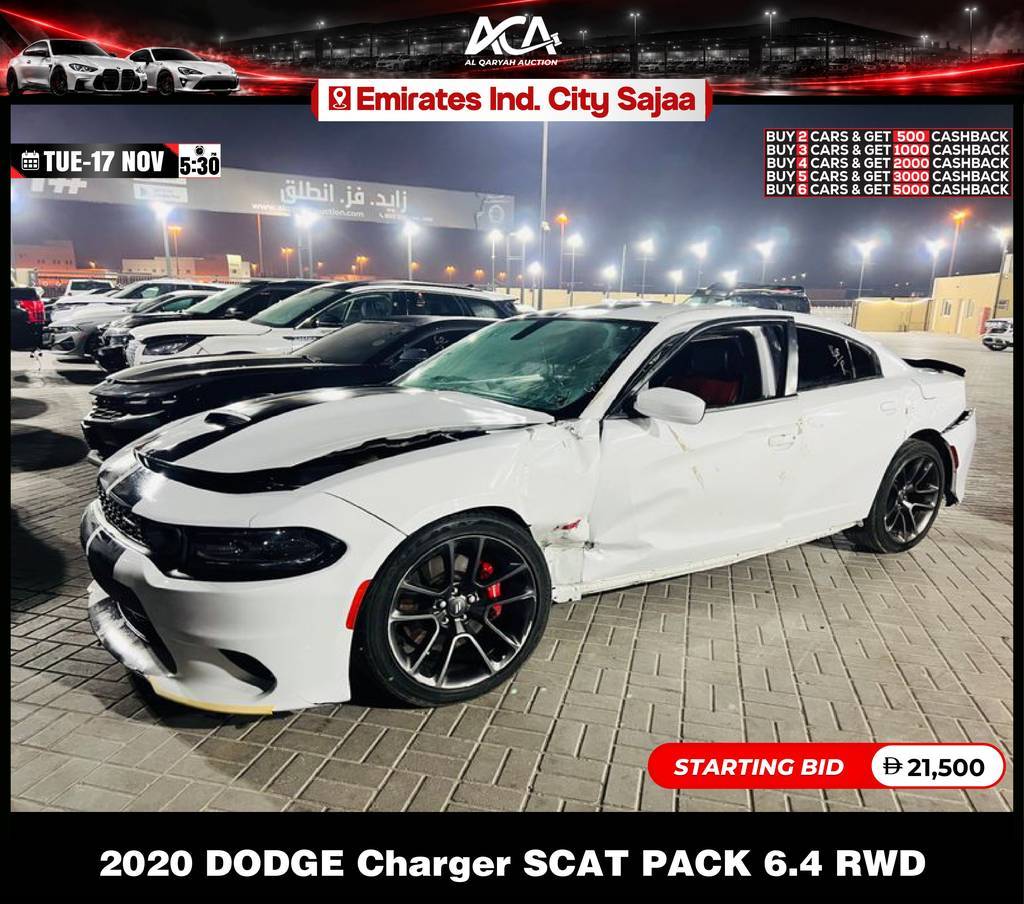 ACA
AL QARYAH AUCTION
Emirates Ind. City Sajaa
TUE-17 NOV 5:30
BUY 2 CARS & GET 500 CASHBACK
BUY 3 CARS & GET 1000 CASHBACK
BUY 4 CARS & GET 2000 CASHBACK
BUY 5 CARS & GET 3000 CASHBACK
BUY 6 CARS & GET 5000 CASHBACK
زايد. فز. انطلق
STARTING BID 21,500
2020 DODGE Charger SCAT PACK 6.4 RWD